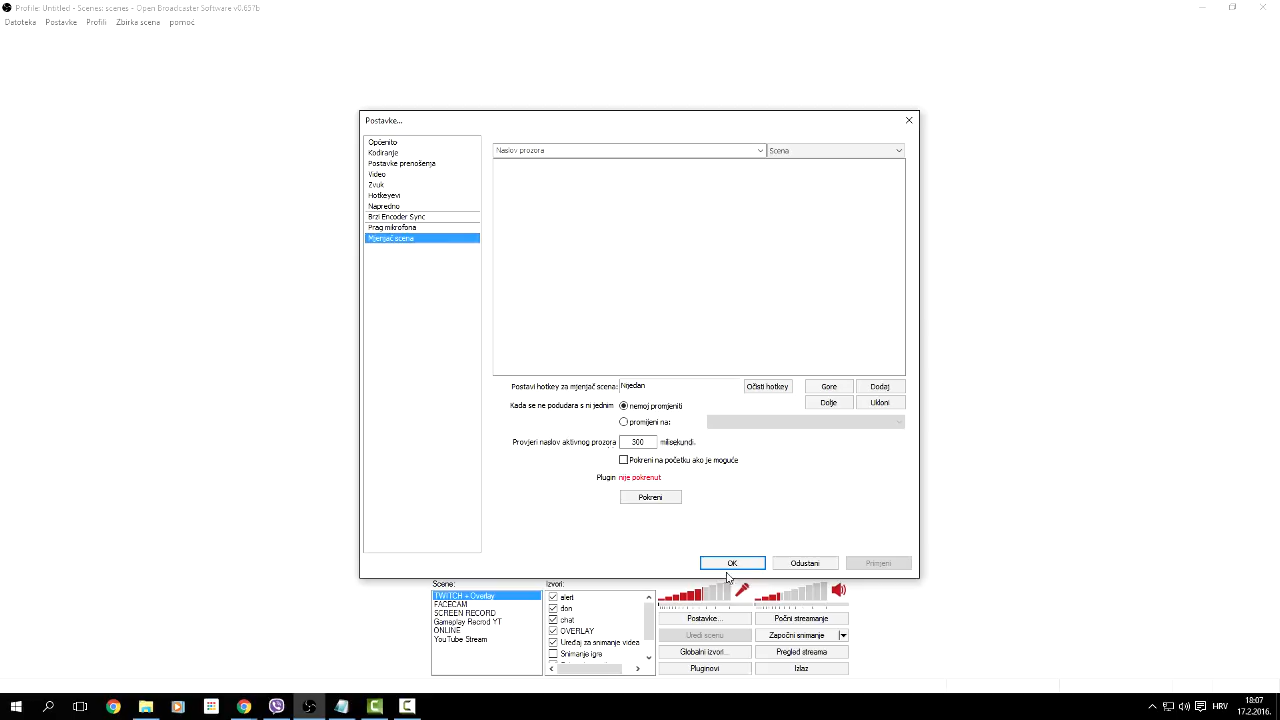 Profile: Untitled - Scenes: scenes - Open Broadcaster Software v0.657b
Datoteka Postavke Profili Zbirka scena pomoć
Postavke...
Općenito
Kodiranje
Postavke prenošenja
Video
Zvuk
Hotkeyevi
Napredno
Brzi Encoder Sync
Prag mikrofona
Mjenjač scena
Naslov prozora
Scena
Postavi hotkey za mjenjač scena: Nijedan Očisti hotkey Gore Dodaj
Kada se ne podudara s ni jednim nemoj promjeniti Dolje Ukloni
promijeni na:
Provjeri naslov aktivnog prozora 300 milisekundi.
Pokreni na početku ako je moguće
Plugin nije pokrenut
Pokreni
OK Odustani Primjeni
Scene:
TWITCH + Overlay
FACECAM
SCREEN RECORD
Gameplay Recrod YT
ONLINE
YouTube Stream
Izvori:
alert
don
chat
OVERLAY
Uređaj za snimanje videa
Snimanje igre
Postavke... Počni streamanje
Uredi scenu Započni snimanje
Globalni izvori... Pregled streama
Pluginovi Izlaz
HRV
18:07
17.2.2016.